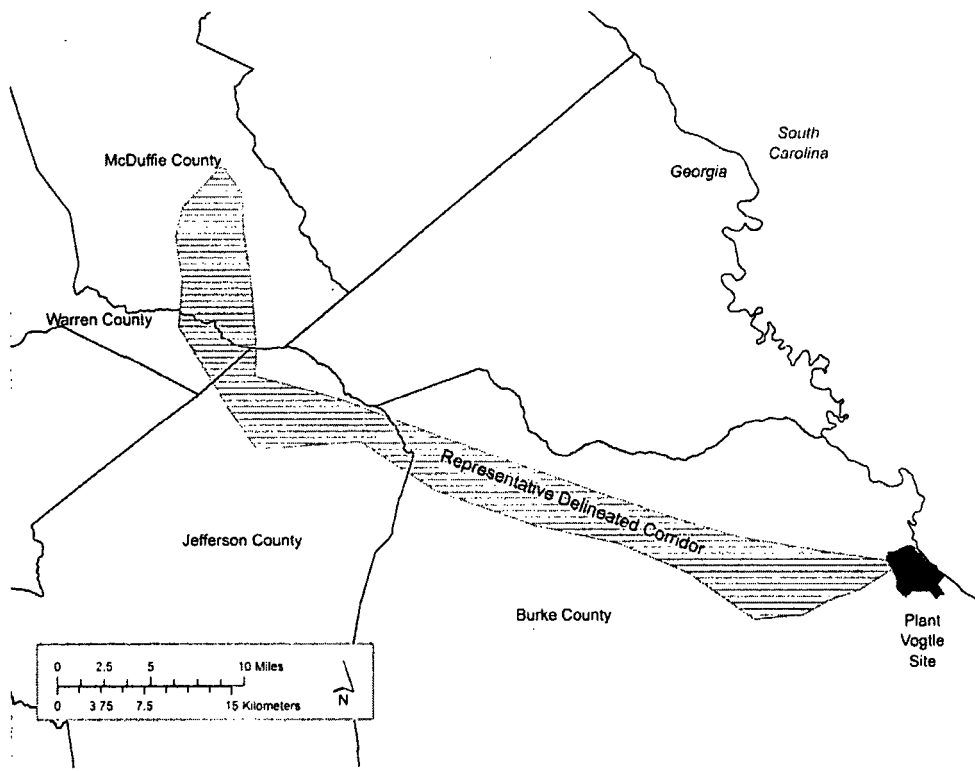 South
Carolina
McDuffie County
Georgia
Warren County
Representative Delineated Corridor
Jefferson County
Burke County
Plant
Vogtle
Site
0 2.5 5 10 Miles
0 3.75 7.5 15 Kilometers
N